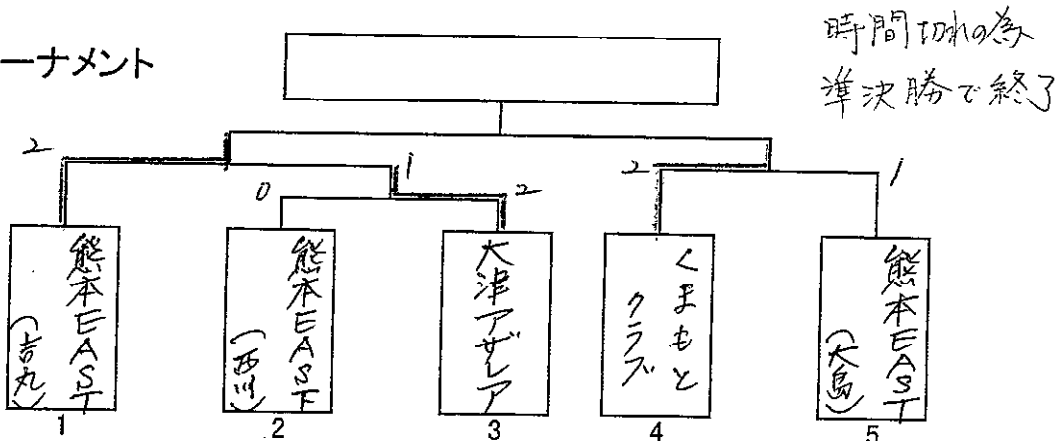 ーナメント
時間切れの為
準決勝で終了
2
1
0
2
2
1
熊本EAST
(吉丸)
熊本EAST
(西川)
大津アザレア
くまもと
クラブ
熊本EAST
(大島)
1
2
3
4
5